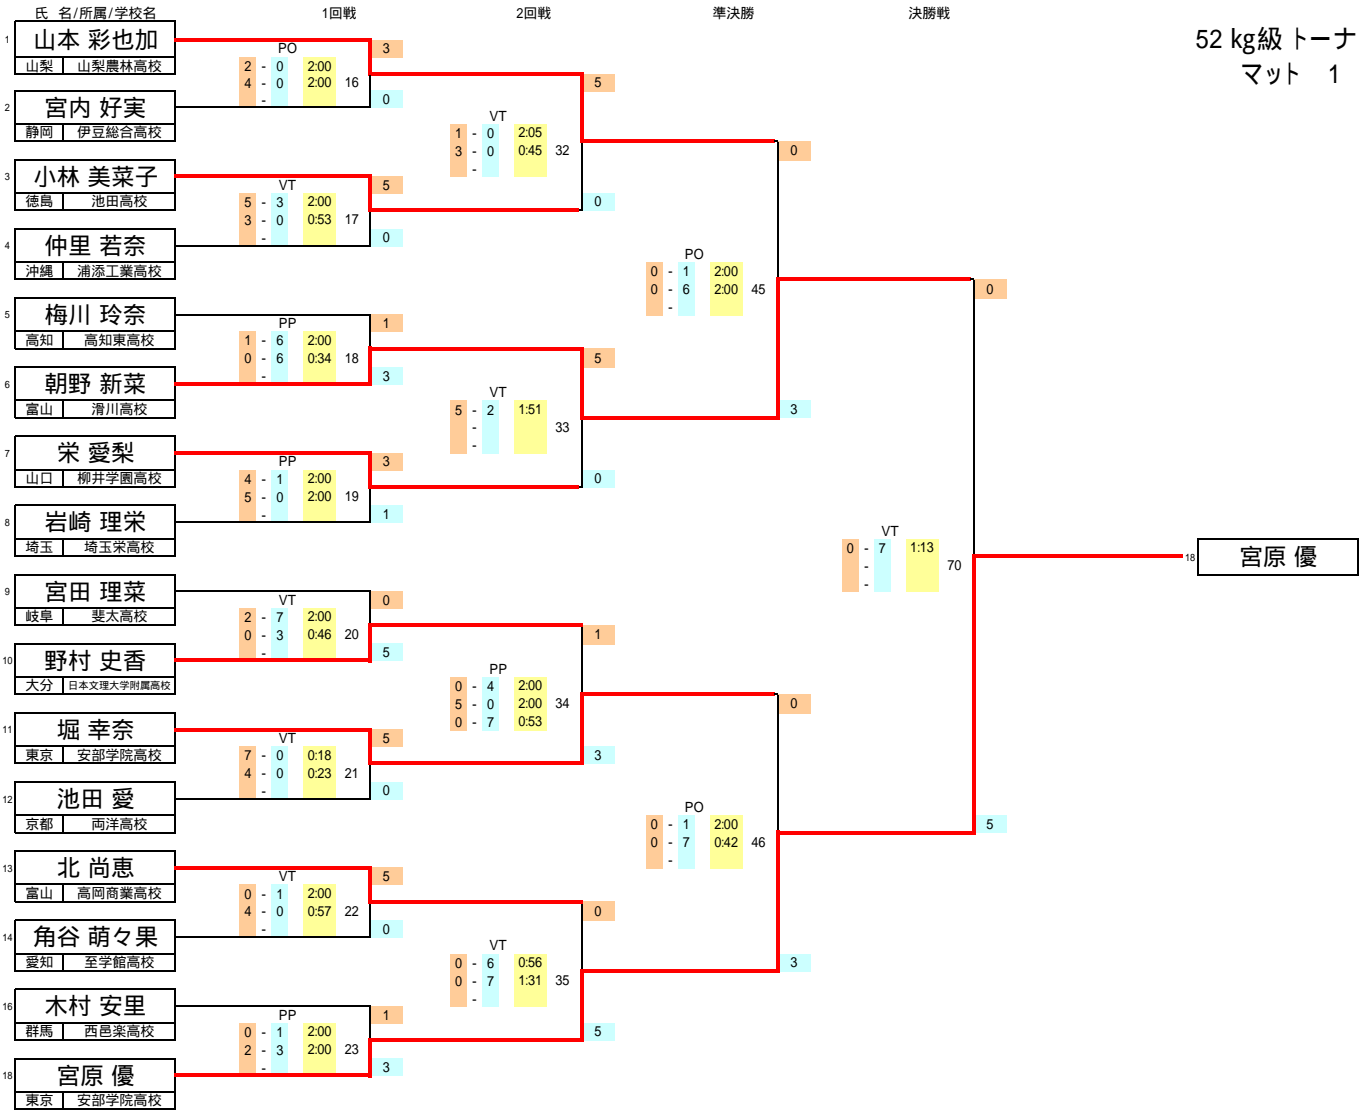 氏 名/所属/学校名 1回戦 2回戦 準決勝 決勝戦
52 kg級 トーナ
マット 1
1 山本 彩也加 3
山梨 山梨農林高校
PO
2 - 0 2:00
4 - 0 2:00 16
-
2 宮内 好実 0
静岡 伊豆総合高校
5
VT
1 - 0 2:05
3 - 0 0:45 32
-
0
3 小林 美菜子 5
徳島 池田高校
VT
5 - 3 2:00
3 - 0 0:53 17
-
0
4 仲里 若奈 0
沖縄 浦添工業高校
PO
0 - 1 2:00
0 - 6 2:00 45
-
0
5 梅川 玲奈 1
高知 高知東高校
PP
1 - 6 2:00
0 - 6 0:34 18
-
6 朝野 新菜 3
富山 滑川高校
5
VT
5 - 2 1:51
- 33
-
3
7 栄 愛梨 3
山口 柳井学園高校
PP
4 - 1 2:00
5 - 0 2:00 19
-
0
8 岩崎 理栄 1
埼玉 埼玉栄高校
VT
0 - 7 1:13
- 70
-
18 宮原 優
9 宮田 理菜 0
岐阜 斐太高校
VT
2 - 7 2:00
0 - 3 0:46 20
-
10 野村 史香 5
大分 日本文理大学附属高校
1
PP
0 - 4 2:00
5 - 0 2:00 34
0 - 7 0:53
0
11 堀 幸奈 5
東京 安部学院高校
VT
7 - 0 0:18
4 - 0 0:23 21
-
3
12 池田 愛 0
京都 両洋高校
PO
0 - 1 2:00
0 - 7 0:42 46
-
5
13 北 尚恵 5
富山 高岡商業高校
VT
0 - 1 2:00
4 - 0 0:57 22
-
0
14 角谷 萌々果 0
愛知 至学館高校
VT
0 - 6 0:56
0 - 7 1:31 35
-
3
16 木村 安里 1
群馬 西邑楽高校
PP
0 - 1 2:00
2 - 3 2:00 23
-
5
18 宮原 優 3
東京 安部学院高校